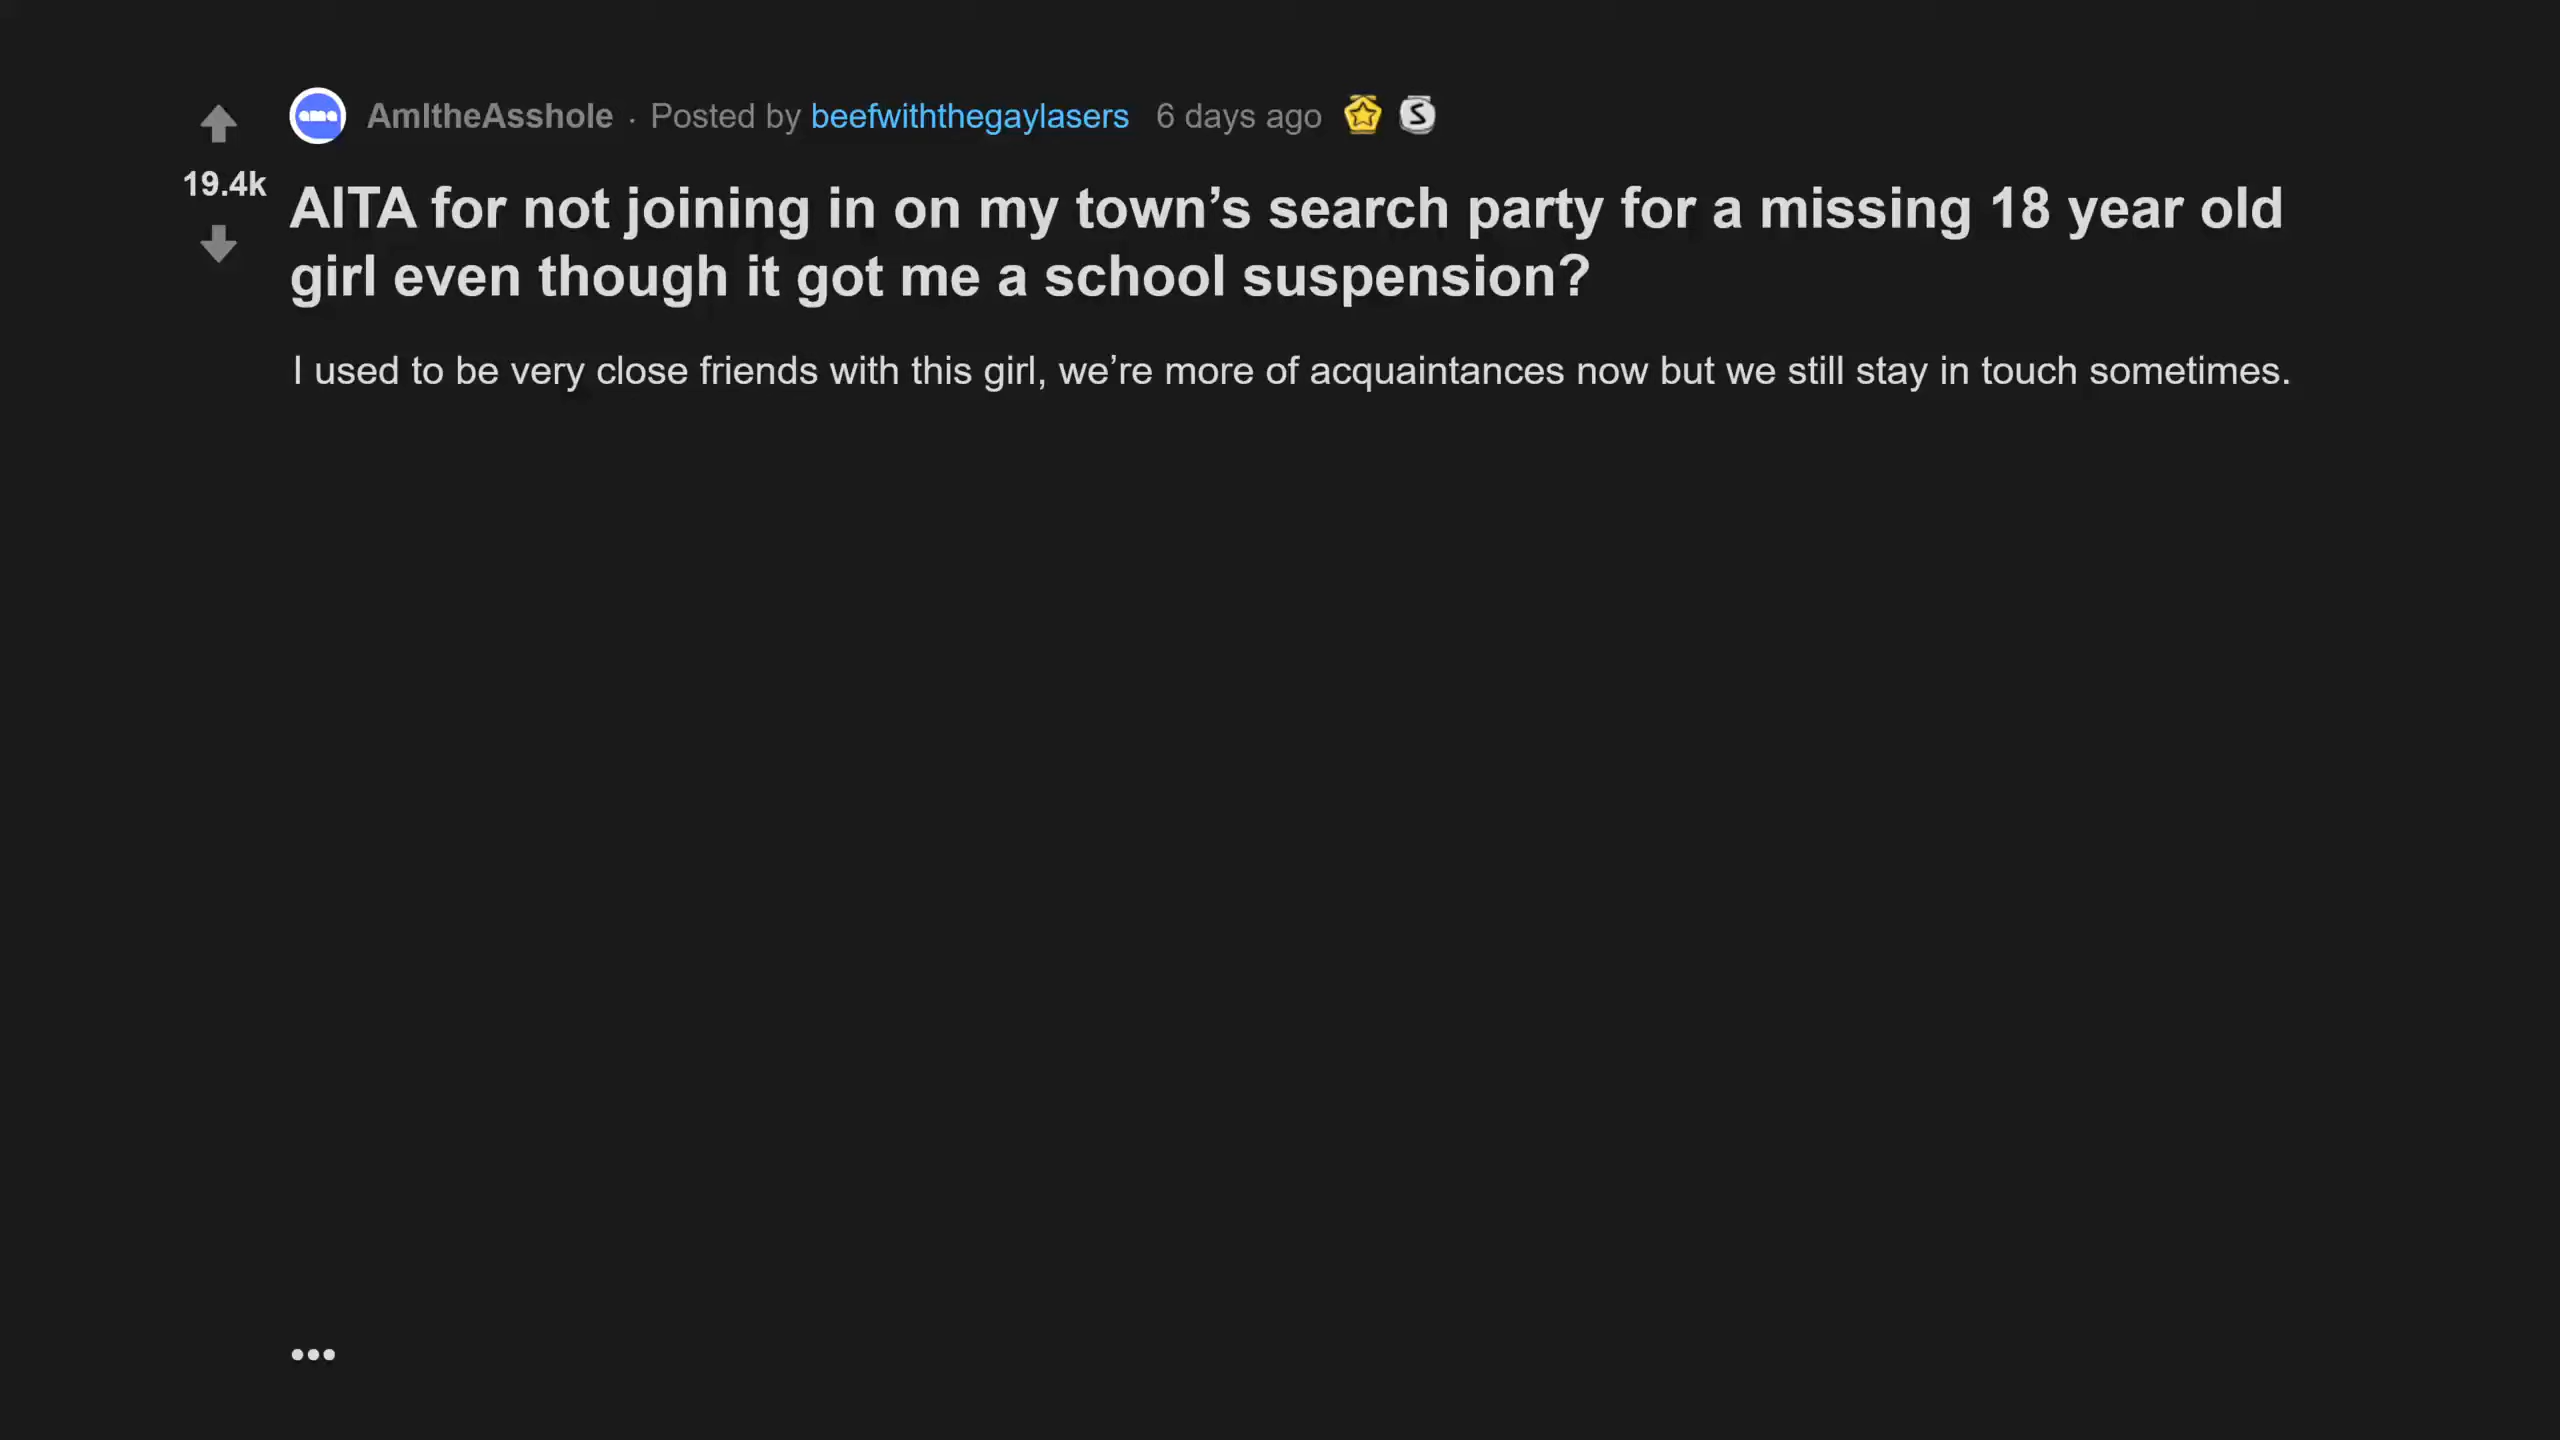 AmItheAsshole · Posted by beefwiththegaylasers 6 days ago
19.4k
AITA for not joining in on my town’s search party for a missing 18 year old
girl even though it got me a school suspension?
I used to be very close friends with this girl, we’re more of acquaintances now but we still stay in touch sometimes.
•••